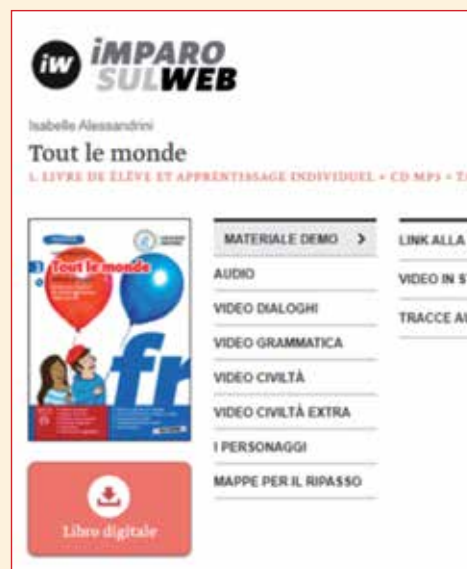 iw iMPARO
SULWEB
Isabelle Alessandrini
Tout le monde
1. LIVRE DE ÉLÈVE ET APPRENTISSAGE INDIVIDUEL + CD MP3 +
Tout le monde
fr
MATERIALE DEMO >
AUDIO
VIDEO DIALOGHI
VIDEO GRAMMATICA
VIDEO CIVILTÀ
VIDEO CIVILTÀ EXTRA
I PERSONAGGI
MAPPE PER IL RIPASSO
LINK ALLA
VIDEO IN
TRACCE
Libro digitale